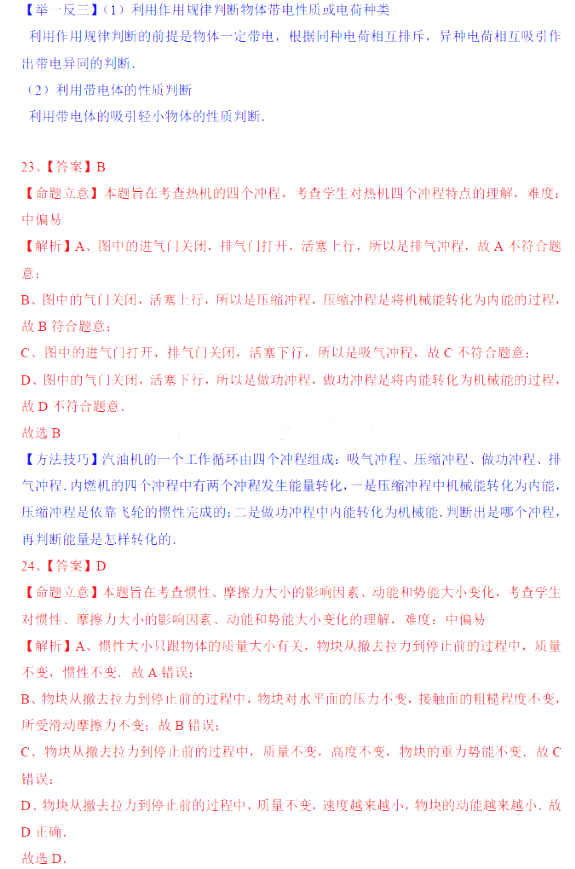 【举一反三】（1）利用作用规律判断物体带电性质或电荷种类
利用作用规律判断的前提是物体一定带电，根据同种电荷相互排斥，异种电荷相互吸引作
出带电异同的判断．
（2）利用带电体的性质判断
利用带电体的吸引轻小物体的性质判断．
23、【答案】B
【命题立意】本题旨在考查热机的四个冲程，考查学生对热机四个冲程特点的理解，难度：
中偏易
【解析】A、图中的进气门关闭，排气门打开，活塞上行，所以是排气冲程，故 A 不符合题
意；
B、图中的气门关闭，活塞上行，所以是压缩冲程，压缩冲程是将机械能转化为内能的过程，
故 B 符合题意；
C、图中的进气门打开，排气门关闭，活塞下行，所以是吸气冲程，故 C 不符合题意；
D、图中的气门关闭，活塞下行，所以是做功冲程，做功冲程是将内能转化为机械能的过程，
故 D 不符合题意．
故选 B
【方法技巧】汽油机的一个工作循环由四个冲程组成：吸气冲程、压缩冲程、做功冲程、排
气冲程．内燃机的四个冲程中有两个冲程发生能量转化，一是压缩冲程中机械能转化为内能，
压缩冲程是依靠飞轮的惯性完成的；二是做功冲程中内能转化为机械能．判断出是哪个冲程，
再判断能量是怎样转化的．
24、【答案】D
【命题立意】本题旨在考查惯性、摩擦力大小的影响因素、动能和势能大小变化，考查学生
对惯性、摩擦力大小的影响因素、动能和势能大小变化的理解，难度：中偏易
【解析】A、惯性大小只跟物体的质量大小有关，物块从撤去拉力到停止前的过程中，质量
不变，惯性不变．故 A 错误；
B、物块从撤去拉力到停止前的过程中，物块对水平面的压力不变，接触面的粗糙程度不变，
所受滑动摩擦力不变；故 B 错误；
C、物块从撤去拉力到停止前的过程中，质量不变，高度不变，物块的重力势能不变．故 C
错误；
D、物块从撤去拉力到停止前的过程中，质量不变，速度越来越小，物块的动能越来越小．故
D 正确．
故选 D．